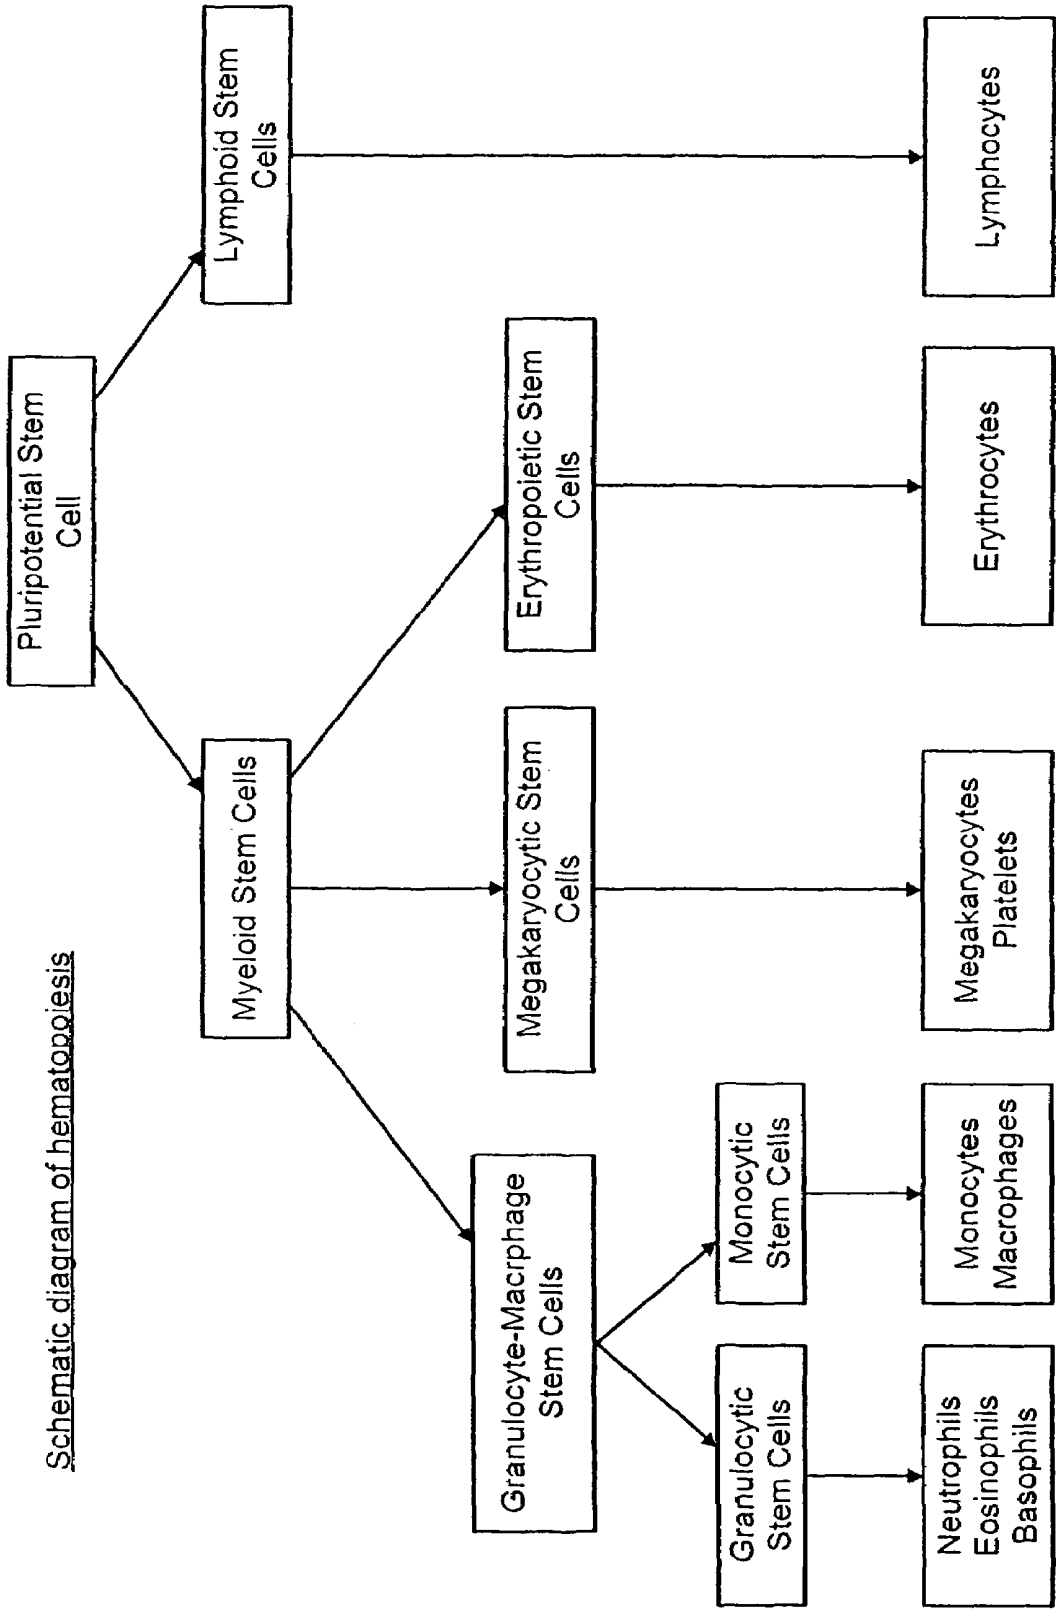 Schematic diagram of hematopoiesis
Pluripotential Stem
Cell
Myeloid Stem Cells
Lymphoid Stem
Cells
Granulocyte-Macrphage
Stem Cells
Megakaryocytic Stem
Cells
Erythropoietic Stem
Cells
Granulocytic
Stem Cells
Monocytic
Stem Cells
Neutrophils
Eosinophils
Basophils
Monocytes
Macrophages
Megakaryocytes
Platelets
Erythrocytes
Lymphocytes